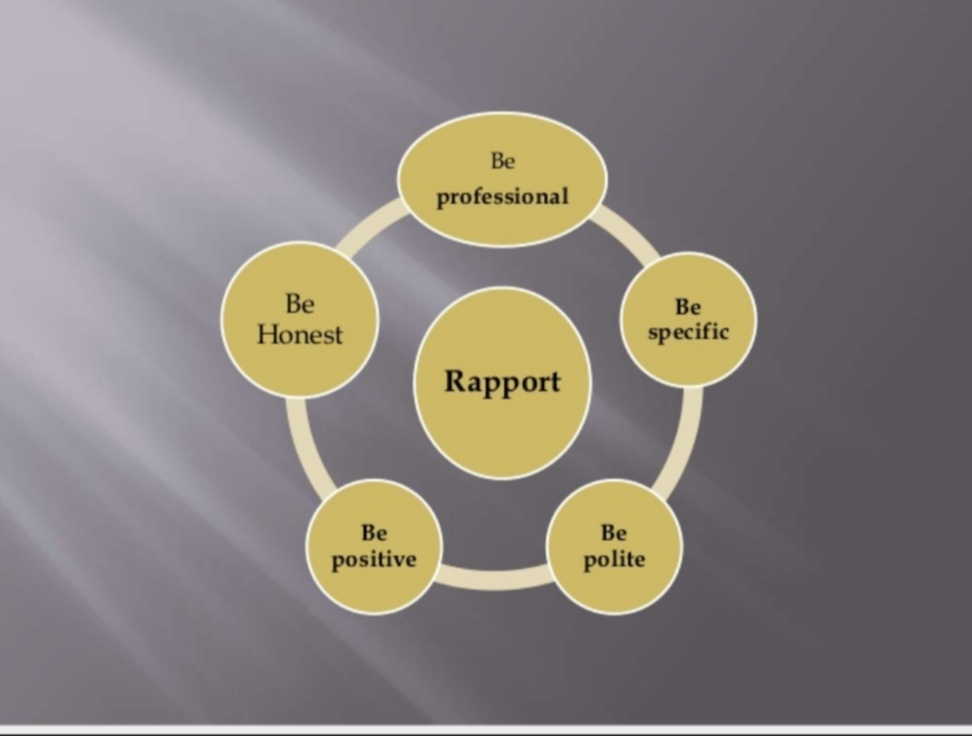 Be
professional
Be
specific
Be
polite
Be
positive
Be
Honest
Rapport